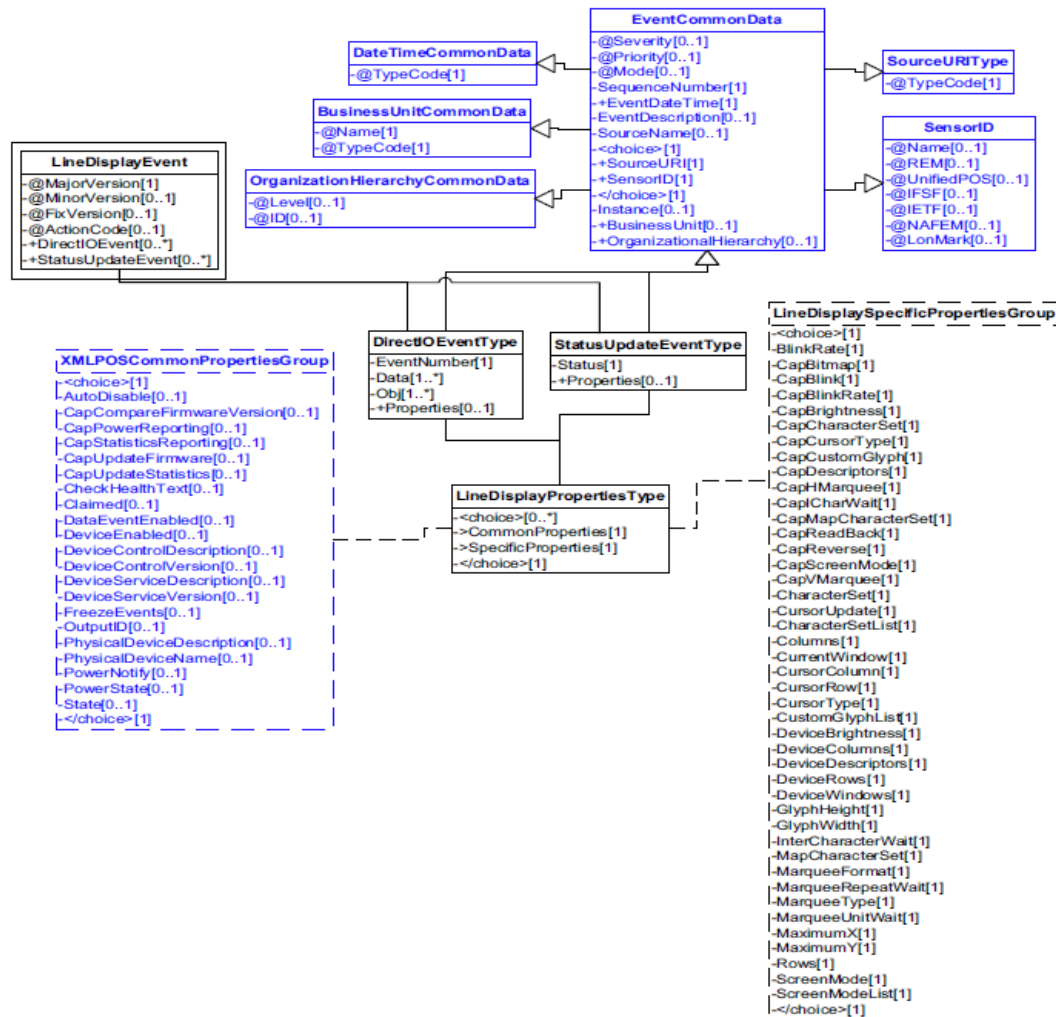 EventCommonData
-@Severity[0..1]
-@Priority[0..1]
-@Mode[0..1]
-SequenceNumber[1]
-+EventDateTime[1]
-EventDescription[0..1]
-SourceName[0..1]
-<choice>[1]
-+SourceURI[1]
-+SensorID[1]
-</choice>[1]
-Instance[0..1]
-+BusinessUnit[0..1]
-+OrganizationalHierarchy[0..1]
DateTimeCommonData
-@TypeCode[1]
BusinessUnitCommonData
-@Name[1]
-@TypeCode[1]
OrganizationHierarchyCommonData
-@Level[0..1]
-@ID[0..1]
SourceURIType
-@TypeCode[1]
SensorID
-@Name[0..1]
-@REM[0..1]
-@UnifiedPOS[0..1]
-@IFSF[0..1]
-@IETF[0..1]
-@NAFEM[0..1]
-@LonMark[0..1]
LineDisplayEvent
-@MajorVersion[1]
-@MinorVersion[0..1]
-@FixVersion[0..1]
-@ActionCode[0..1]
-+DirectIOEvent[0..*]
-+StatusUpdateEvent[0..*]
DirectIOEventType
-EventNumber[1]
-Data[1..*]
-Obj[1..*]
-+Properties[0..1]
StatusUpdateEventType
-Status[1]
-+Properties[0..1]
XMLPOSCommonPropertiesGroup
-<choice>[1]
-AutoDisable[0..1]
-CapCompareFirmwareVersion[0..1]
-CapPowerReporting[0..1]
-CapStatisticsReporting[0..1]
-CapUpdateFirmware[0..1]
-CapUpdateStatistics[0..1]
-CheckHealthText[0..1]
-Claimed[0..1]
-DataEventEnabled[0..1]
-DeviceEnabled[0..1]
-DeviceControlDescription[0..1]
-DeviceControlVersion[0..1]
-DeviceServiceDescription[0..1]
-DeviceServiceVersion[0..1]
-FreezeEvents[0..1]
-OutputID[0..1]
-PhysicalDeviceDescription[0..1]
-PhysicalDeviceName[0..1]
-PowerNotify[0..1]
-PowerState[0..1]
-State[0..1]
-</choice>[1]
LineDisplayPropertiesType
-<choice>[0..*]
->CommonProperties[1]
->SpecificProperties[1]
-</choice>[1]
LineDisplaySpecificPropertiesGroup
-<choice>[1]
-BlinkRate[1]
-CapBitmap[1]
-CapBlink[1]
-CapBlinkRate[1]
-CapBrightness[1]
-CapCharacterSet[1]
-CapCursorType[1]
-CapCustomGlyph[1]
-CapDescriptors[1]
-CapHMarquee[1]
-CapICharWait[1]
-CapMapCharacterSet[1]
-CapReadBack[1]
-CapReverse[1]
-CapScreenMode[1]
-CapVMarquee[1]
-CharacterSet[1]
-CursorUpdate[1]
-CharacterSetList[1]
-Columns[1]
-CurrentWindow[1]
-CursorColumn[1]
-CursorRow[1]
-CursorType[1]
-CustomGlyphList[1]
-DeviceBrightness[1]
-DeviceColumns[1]
-DeviceDescriptors[1]
-DeviceRows[1]
-DeviceWindows[1]
-GlyphHeight[1]
-GlyphWidth[1]
-InterCharacterWait[1]
-MapCharacterSet[1]
-MarqueeFormat[1]
-MarqueeRepeatWait[1]
-MarqueeType[1]
-MarqueeUnitWait[1]
-MaximumX[1]
-MaximumY[1]
-Rows[1]
-ScreenMode[1]
-ScreenModeList[1]
-</choice>[1]